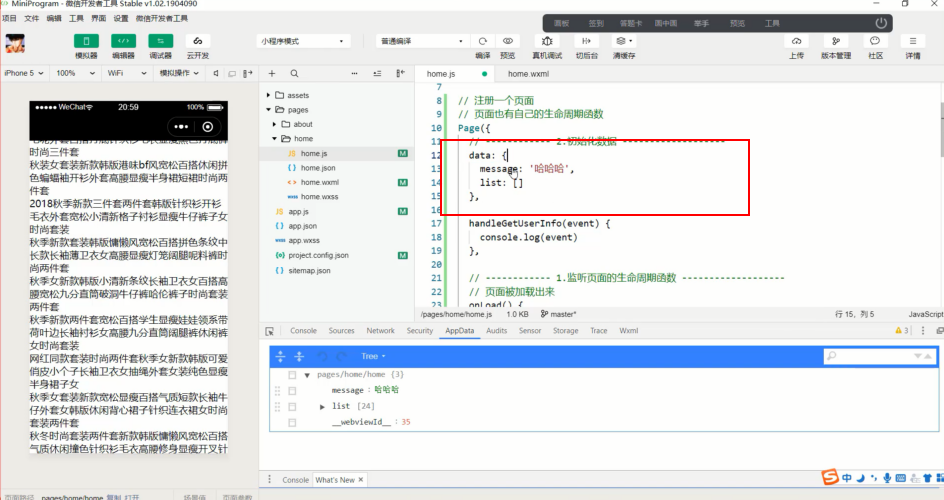 MiniProgram - 微信开发者工具 Stable v1.02.1904090
项目 文件 编辑 工具 界面 设置 微信开发者工具
画板 签到 答题卡 画中画 举手 预览 工具
小程序模式
普通编译
模拟器 编辑器 调试器 云开发
编译 预览 真机调试 切后台 清缓存
上传 版本管理 社区 详情
iPhone 5 100% WiFi 模拟操作
WeChat 20:59 100%
时尚三件套
秋装女套装新款韩版港味bf风宽松百搭休闲拼
色蝙蝠袖开衫外套高腰显瘦半身裙短裙时尚两
件套
2018秋季新款三件套两件套韩版针织衫开衫
毛衣外套宽松小清新格子衬衫显瘦牛仔裤子女
时尚套装
秋季新款套装韩版慵懒风宽松百搭拼色条纹中
长款长袖薄卫衣女高腰显瘦灯笼阔腿呢料裤时
尚两件套
秋季女新款韩版小清新条纹长袖卫衣女百搭高
腰宽松九分直筒破洞牛仔裤哈伦裤子时尚套装
两件套
秋季新款两件套宽松百搭学生显瘦娃娃领系带
荷叶边长袖衬衫女高腰九分直筒阔腿裤休闲裤
女时尚套装
网红同款套装时尚两件套秋季女新款韩版可爱
俏皮小个子长袖卫衣女抽绳外套女装纯色显瘦
半身裙子女
秋季女套装新款宽松显瘦百搭气质短款长袖牛
仔外套女韩版休闲背心裙子针织连衣裙女时尚
套装两件套
秋冬时尚套装两件套新款韩版慵懒风宽松百搭
气质休闲撞色针织衫毛衣高腰修身显瘦开叉针
assets
pages
about
home
home.js M
home.json
home.wxml M
home.wxss
app.js M
app.json
app.wxss
project.config.json M
sitemap.json
home.js home.wxml
7
8 // 注册一个页面
9 // 页面也有自己的生命周期函数
10 Page({
11 // ------------ 2.初始化数据 -------------------
12 data: {
13 message: '哈哈哈',
14 list: []
15 },
16
17 handleGetUserInfo(event) {
18 console.log(event)
19 },
20
21 // ------------ 1.监听页面的生命周期函数 -------------------
22 // 页面被加载出来
23 onLoad() {
/pages/home/home.js 1.0 KB master* 行 15，列 5 JavaScript
Console Sources Network Security AppData Audits Sensor Storage Trace Wxml 3
Tree
pages/home/home {3}
message : 哈哈哈
list [24]
__webviewId__ : 35
Console What's New
中
页面路径 pages/home/home 复制 打开 场景值 页面参数